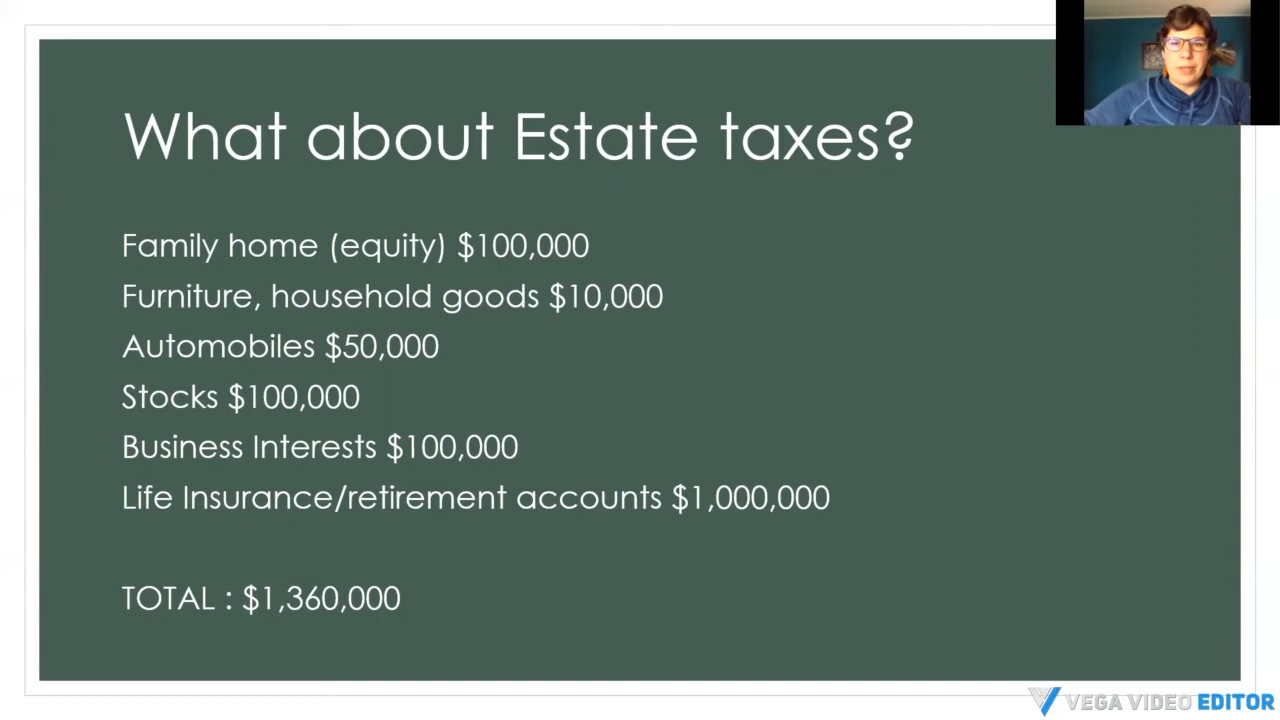 What about Estate taxes?
Family home (equity) $100,000
Furniture, household goods $10,000
Automobiles $50,000
Stocks $100,000
Business Interests $100,000
Life Insurance/retirement accounts $1,000,000
TOTAL : $1,360,000
VEGA VIDEO EDITOR